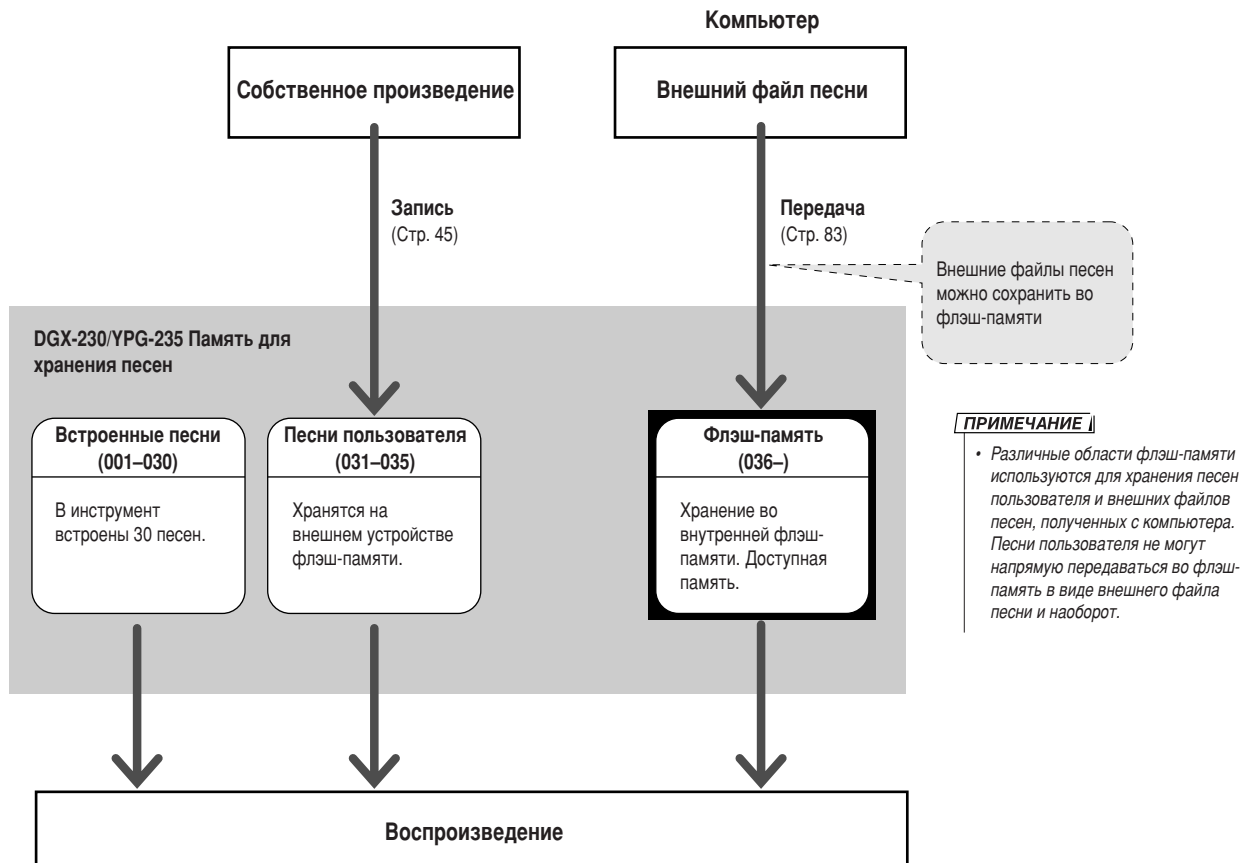 Компьютер
Собственное произведение
Внешний файл песни
Запись
(Стр. 45)
Передача
(Стр. 83)
Внешние файлы песен
можно сохранить во
флэш-памяти
DGX-230/YPG-235 Память для
хранения песен
Встроенные песни
(001–030)
В инструмент
встроены 30 песен.
Песни пользователя
(031–035)
Хранятся на
внешнем устройстве
флэш-памяти.
Флэш-память
(036–)
Хранение во
внутренней флэш-
памяти. Доступная
память.
ПРИМЕЧАНИЕ
• Различные области флэш-памяти
используются для хранения песен
пользователя и внешних файлов
песен, полученных с компьютера.
Песни пользователя не могут
напрямую передаваться во флэш-
память в виде внешнего файла
песни и наоборот.
Воспроизведение